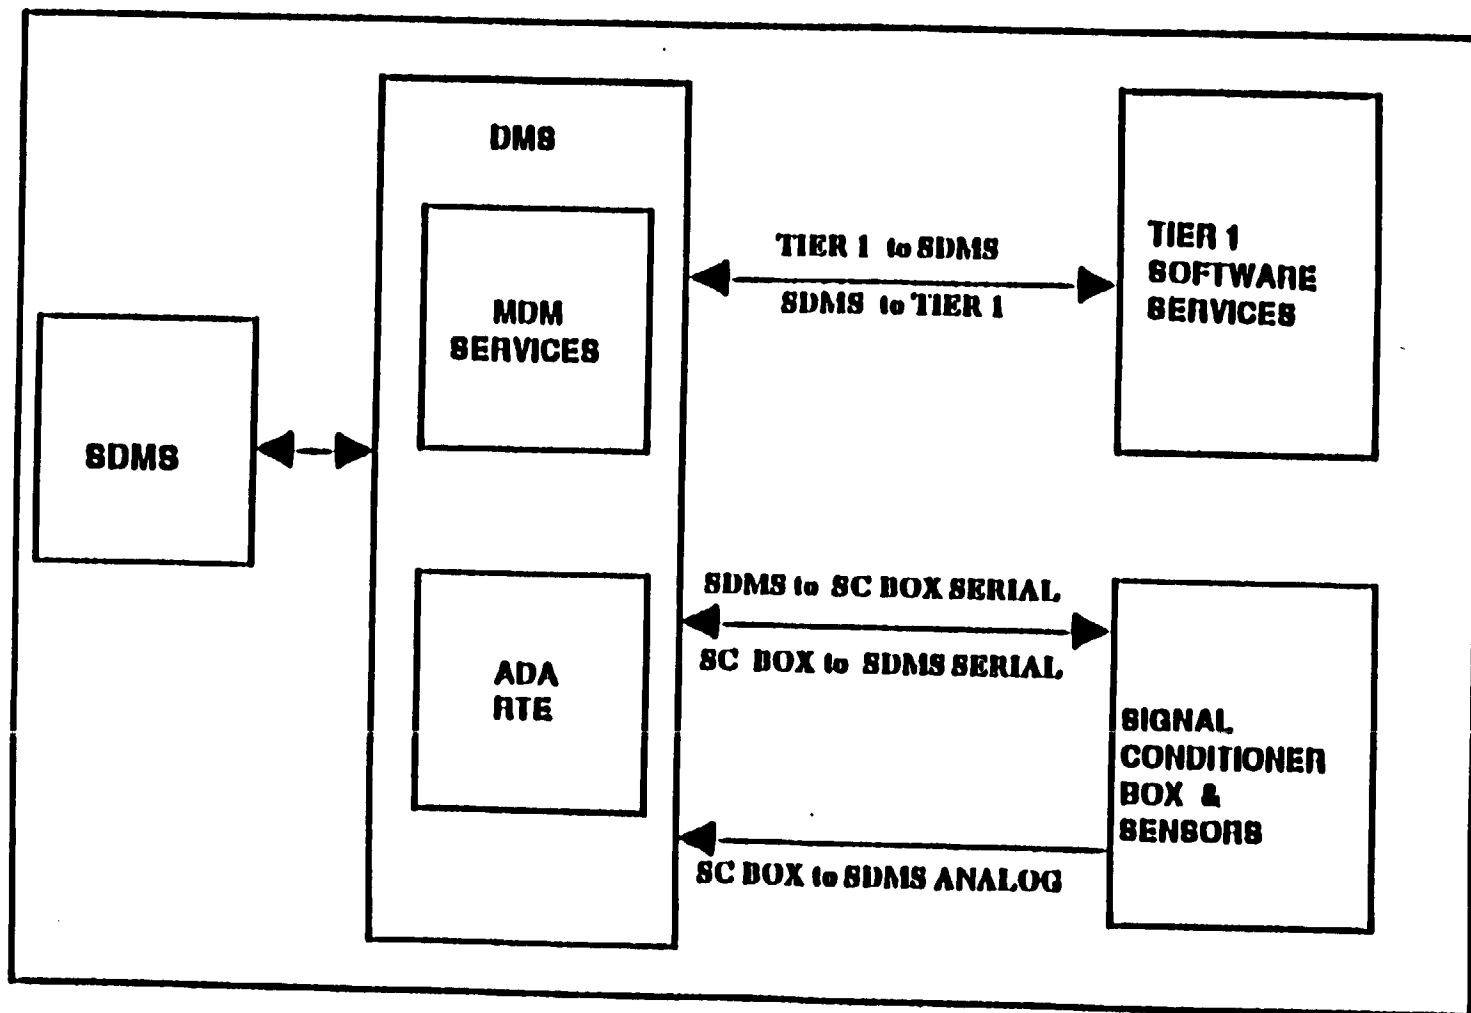 DMS
MDM
SERVICES
SDMS
ADA
RTE
TIER 1 to SDMS
SDMS to TIER 1
TIER 1
SOFTWARE
SERVICES
SDMS to SC BOX SERIAL
SC BOX to SDMS SERIAL
SC BOX to SDMS ANALOG
SIGNAL
CONDITIONER
BOX &
SENSORS